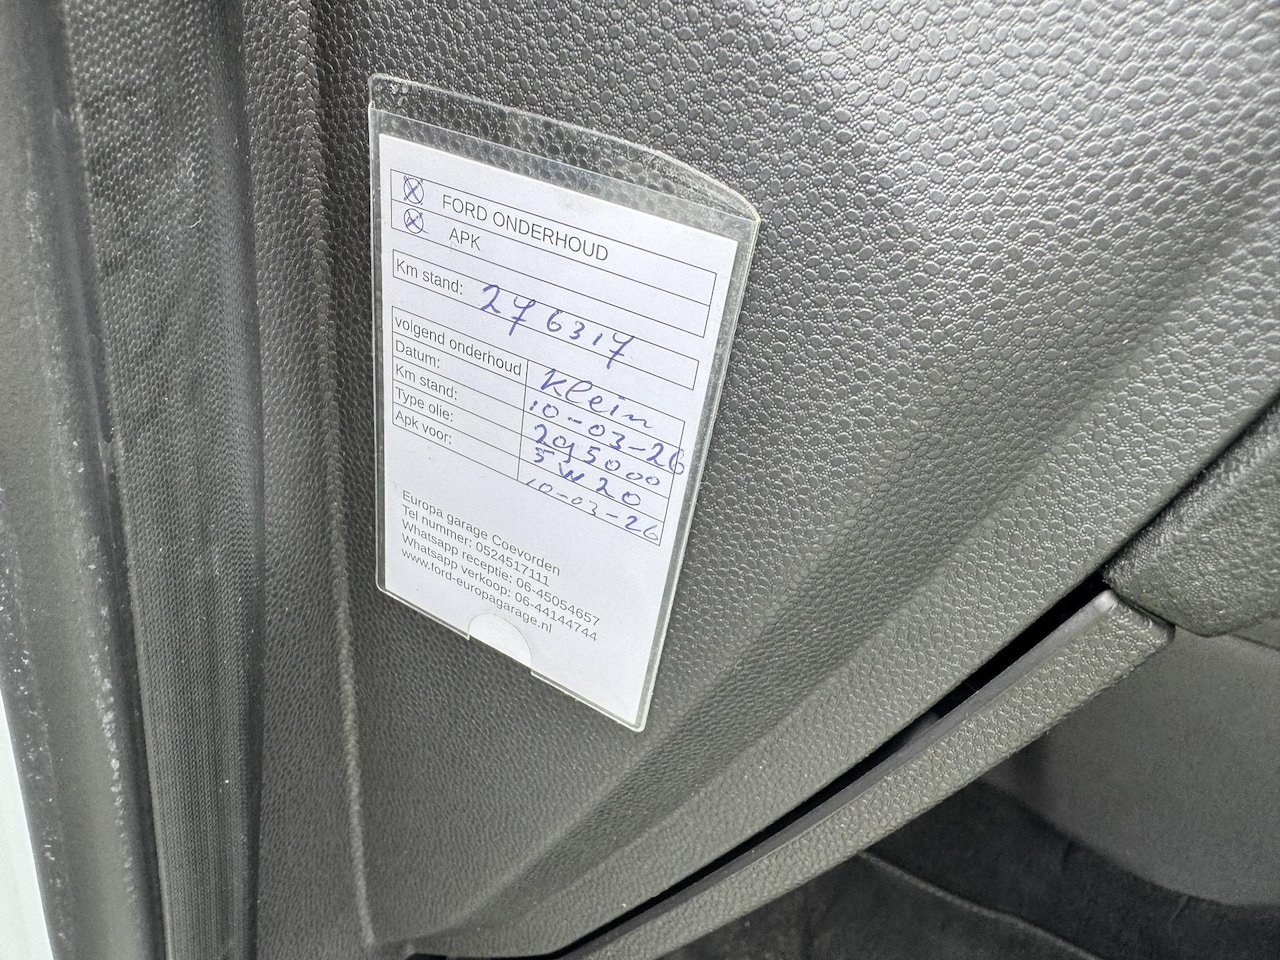 FORD ONDERHOUD
APK
Km stand: 276317
volgend onderhoud Klein
Datum: 10-03-26
Km stand: 295000
Type olie: 5W20
Apk voor: 10-03-26
Europa garage Coevorden
Tel nummer: 0524517111
Whatsapp receptie: 06-45054657
Whatsapp verkoop: 06-44144744
www.ford-europagarage.nl